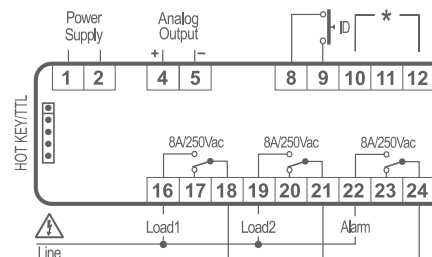 Power Supply
Analog Output
+ −
ID
*
1 2 4 5 8 9 10 11 12
HOT KEY/TTL
8A/250Vac 8A/250Vac 8A/250Vac
16 17 18 19 20 21 22 23 24
Load1 Load2 Alarm
Line